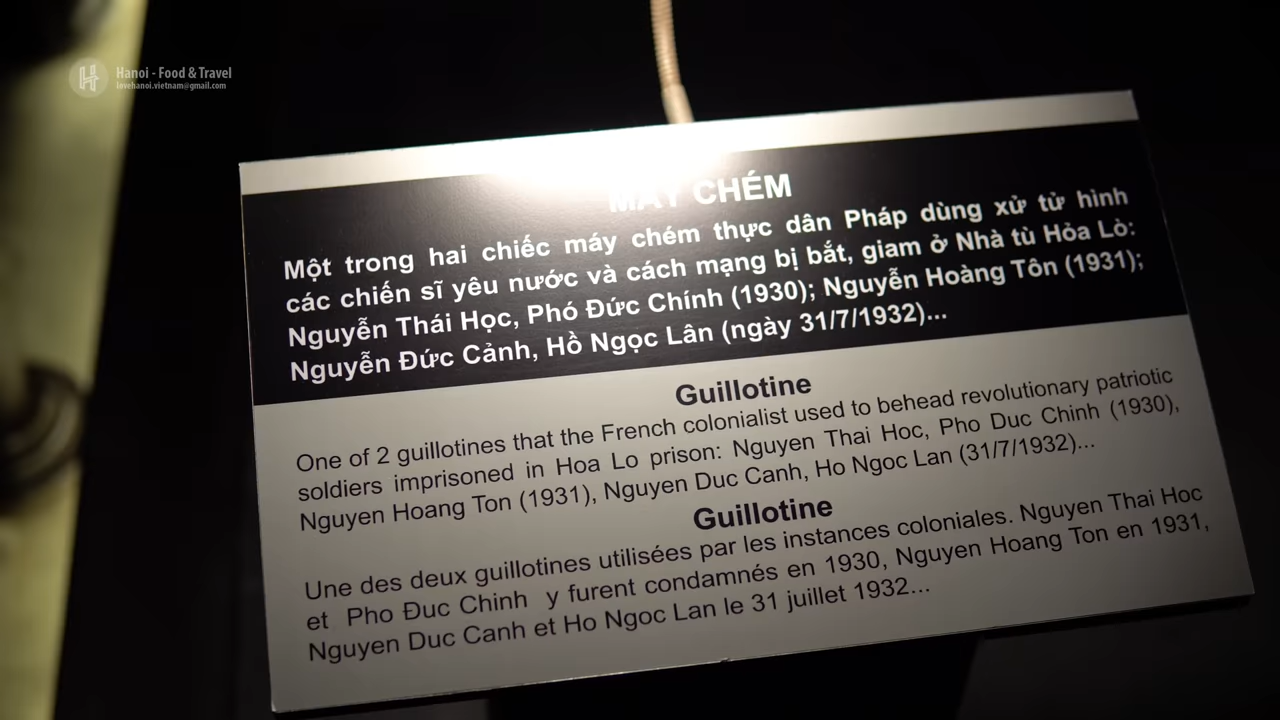 Hanoi - Food & Travel
lovehanoi.vietnam@gmail.com
MÁY CHÉM
Một trong hai chiếc máy chém thực dân Pháp dùng xử tử hình
các chiến sĩ yêu nước và cách mạng bị bắt, giam ở Nhà tù Hỏa Lò:
Nguyễn Thái Học, Phó Đức Chính (1930); Nguyễn Hoàng Tôn (1931);
Nguyễn Đức Cảnh, Hồ Ngọc Lân (ngày 31/7/1932)...
Guillotine
One of 2 guillotines that the French colonialist used to behead revolutionary patriotic
soldiers imprisoned in Hoa Lo prison: Nguyen Thai Hoc, Pho Duc Chinh (1930),
Nguyen Hoang Ton (1931), Nguyen Duc Canh, Ho Ngoc Lan (31/7/1932)...
Guillotine
Une des deux guillotines utilisées par les instances coloniales. Nguyen Thai Hoc
et Pho Đuc Chinh y furent condamnés en 1930, Nguyen Hoang Ton en 1931,
Nguyen Duc Canh et Ho Ngoc Lan le 31 juillet 1932...